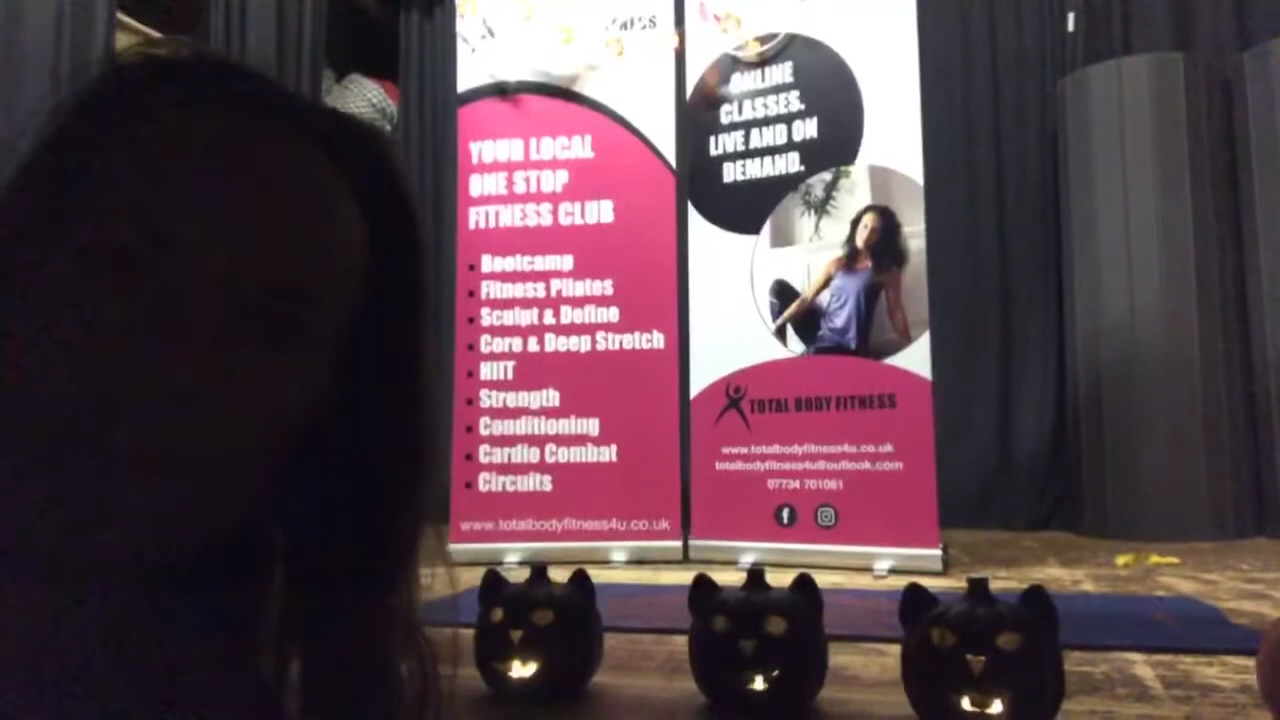 YOUR LOCAL
ONE STOP
FITNESS CLUB
Bootcamp
Fitness Pilates
Sculpt & Define
Core & Deep Stretch
HIIT
Strength
Conditioning
Cardio Combat
Circuits
www.totalbodyfitness4u.co.uk
ONLINE
CLASSES.
LIVE AND ON
DEMAND.
TOTAL BODY FITNESS
www.totalbodyfitness4u.co.uk
totalbodyfitness4u@outlook.com
07734 701061